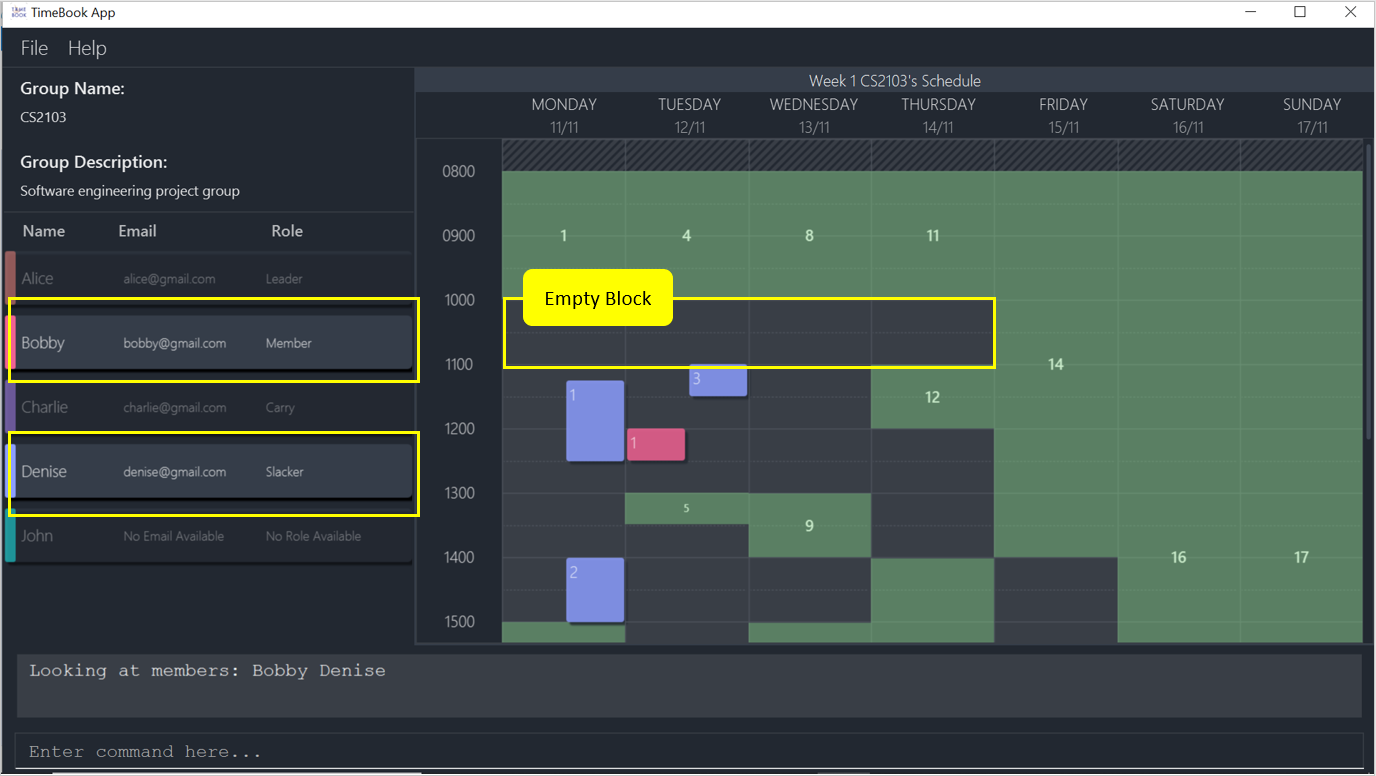 TIME BOOK TimeBook App
File Help
Group Name:
CS2103
Group Description:
Software engineering project group
Name Email Role
Alice alice@gmail.com Leader
Bobby bobby@gmail.com Member
Charlie charlie@gmail.com Carry
Denise denise@gmail.com Slacker
John No Email Available No Role Available
Week 1 CS2103's Schedule
MONDAY TUESDAY WEDNESDAY THURSDAY FRIDAY SATURDAY SUNDAY
11/11 12/11 13/11 14/11 15/11 16/11 17/11
0800
0900 1 4 8 11
1000 Empty Block
1100 14
3
1 12
1200
1
1300
5
9
1400 16 17
2
1500
Looking at members: Bobby Denise
Enter command here...